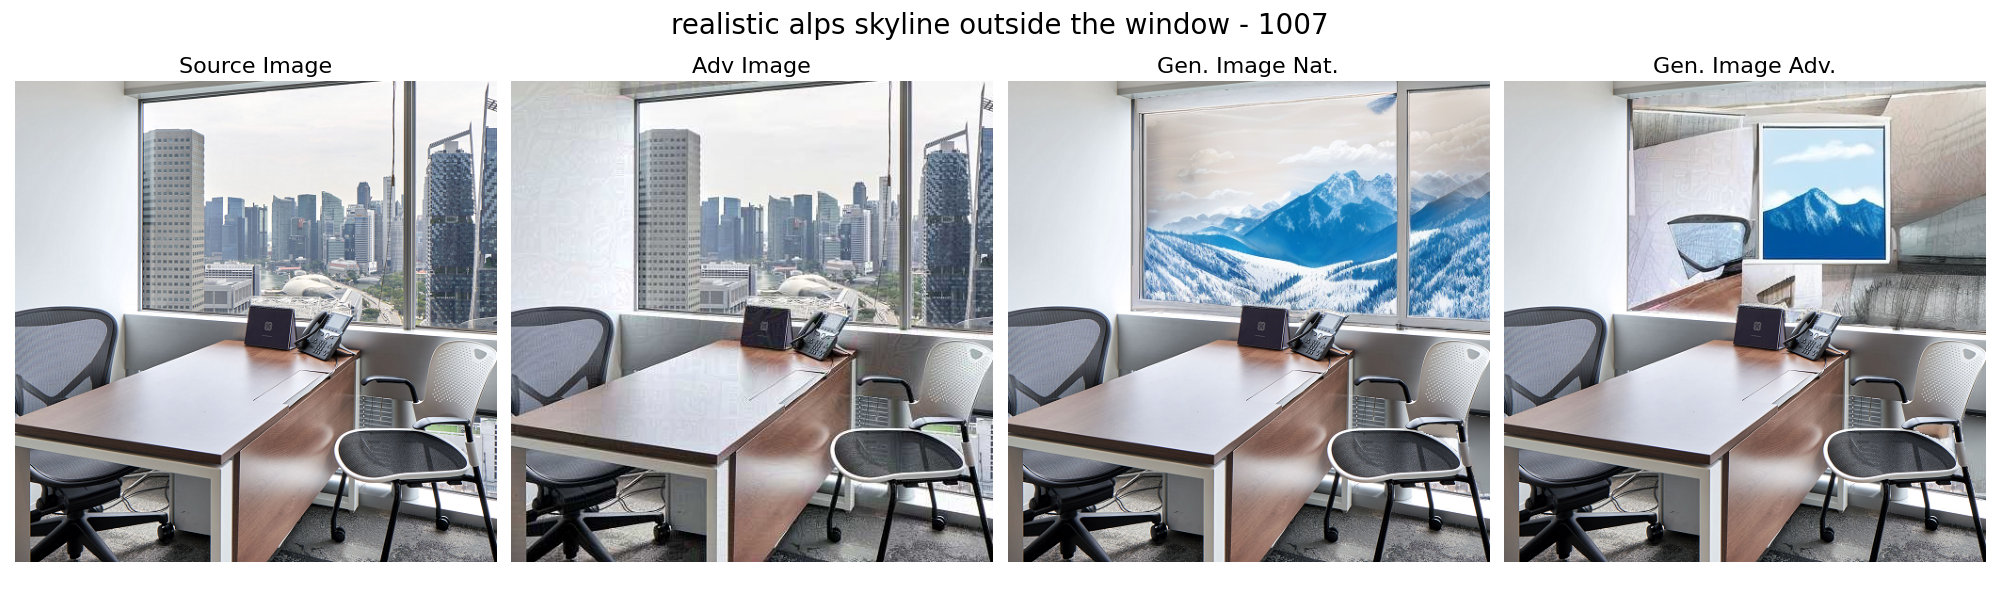 realistic alps skyline outside the window - 1007
Source Image
Adv Image
Gen. Image Nat.
Gen. Image Adv.